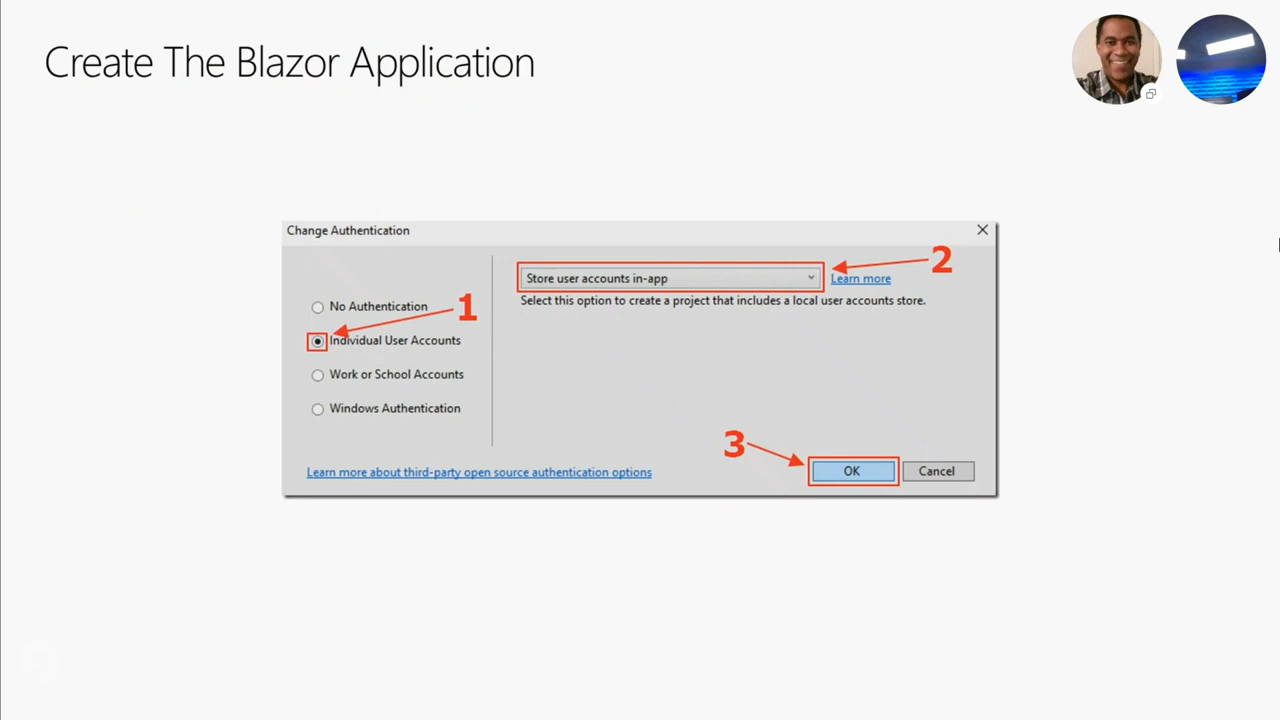 Create The Blazor Application
Change Authentication
2
Store user accounts in-app
Learn more
Select this option to create a project that includes a local user accounts store.
No Authentication
1
Individual User Accounts
Work or School Accounts
Windows Authentication
3
Learn more about third-party open source authentication options
OK
Cancel